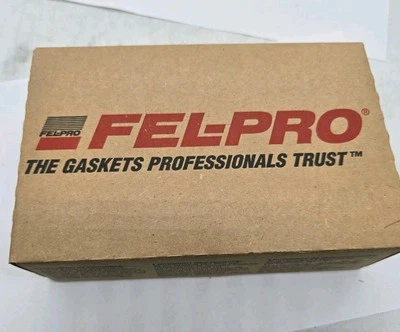 FEL-PRO
FEL-PRO®
THE GASKETS PROFESSIONALS TRUST™